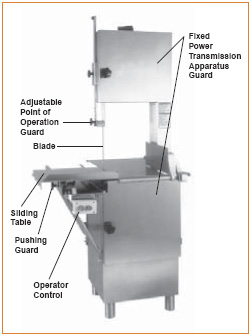 Fixed
Power
Transmission
Apparatus
Guard
Adjustable
Point of
Operation
Guard
Blade
Sliding
Table
Pushing
Guard
Operator
Control